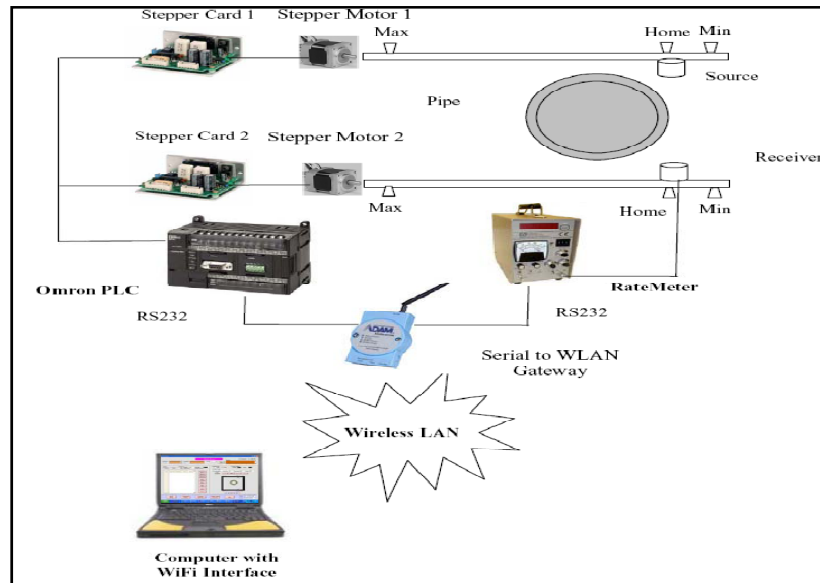 Stepper Card 1
Stepper Motor 1
Max
Home
Min
Source
Pipe
Stepper Card 2
Stepper Motor 2
Receiver
Max
Home
Min
Omron PLC
RateMeter
RS232
RS232
ADAM
Serial to WLAN
Gateway
Wireless LAN
Computer with
WiFi Interface